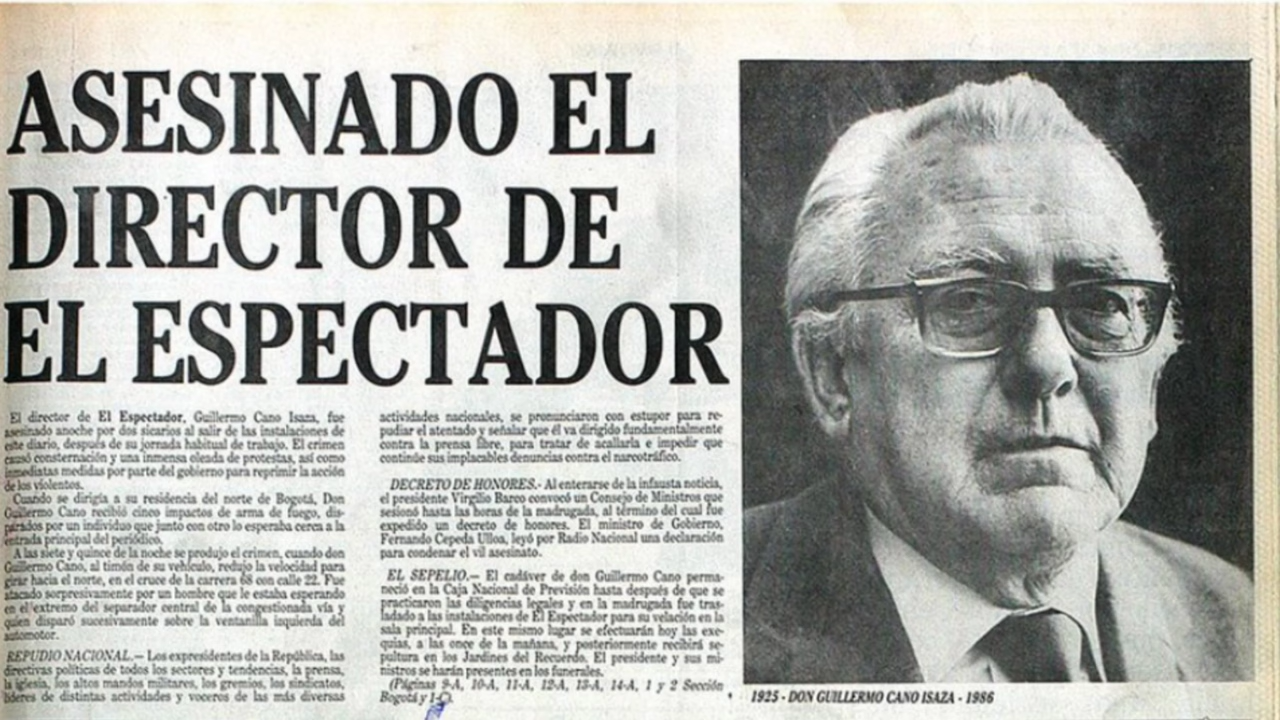 ASESINADO EL
DIRECTOR DE
EL ESPECTADOR
El director de El Espectador, Guillermo Cano Isaza, fue
asesinado anoche por dos sicarios al salir de las instalaciones de
este diario, después de su jornada habitual de trabajo. El crimen
causó consternación y una inmensa oleada de protestas, así como
inmediatas medidas por parte del gobierno para reprimir la acción
de los violentos.
Cuando se dirigía a su residencia del norte de Bogotá, Don
Guillermo Cano recibió cinco impactos de arma de fuego, dis-
parados por un individuo que junto con otro lo esperaba cerca a la
entrada principal del periódico.
A las siete y quince de la noche se produjo el crimen, cuando don
Guillermo Cano, al timón de su vehículo, redujo la velocidad para
girar hacia el norte, en el cruce de la carrera 68 con calle 22. Fue
atacado sorpresivamente por un hombre que le estaba esperando
en el extremo del separador central de la congestionada vía y
quien disparó sucesivamente sobre la ventanilla izquierda del
automotor.
REPUDIO NACIONAL.— Los expresidentes de la República, las
directivas políticas de todos los sectores y tendencias, la prensa,
la iglesia, los altos mandos militares, los gremios, los sindicatos,
líderes de distintas actividades y voceros de las más diversas
actividades nacionales, se pronunciaron con estupor para re-
pudiar el atentado y señalar que él va dirigido fundamentalmente
contra la prensa libre, para tratar de acallarla e impedir que
continúe sus implacables denuncias contra el narcotráfico.
DECRETO DE HONORES.- Al enterarse de la infausta noticia,
el presidente Virgilio Barco convocó un Consejo de Ministros que
sesionó hasta las horas de la madrugada, al término del cual fue
expedido un decreto de honores. El ministro de Gobierno,
Fernando Cepeda Ulloa, leyó por Radio Nacional una declaración
para condenar el vil asesinato.
EL SEPELIO.— El cadáver de don Guillermo Cano perma-
neció en la Caja Nacional de Previsión hasta después de que se
practicaron las diligencias legales y en la madrugada fue tras-
ladado a las instalaciones de El Espectador para su velación en la
sala principal. En este mismo lugar se efectuarán hoy las exe-
quias, a las once de la mañana, y posteriormente recibirá se-
pultura en los Jardines del Recuerdo. El presidente y sus mi-
nistros se harán presentes en los funerales.
(Páginas 9-A, 10-A, 11-A, 12-A, 13-A, 14-A, 1 y 2 Sección
Bogotá y 1-C).
1925 - DON GUILLERMO CANO ISAZA - 1986